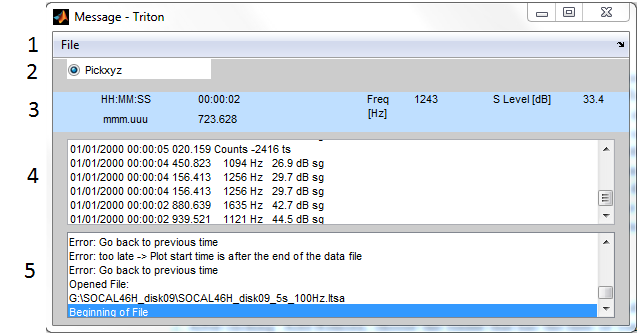 Message - Triton
1 File
2 Pickxyz
3 HH:MM:SS 00:00:02 Freq 1243 S Level [dB] 33.4
[Hz]
mmm.uuu 723.628
4
01/01/2000 00:00:05 020.159 Counts -2416 ts
01/01/2000 00:00:04 450.823 1094 Hz 26.9 dB sg
01/01/2000 00:00:04 156.413 1256 Hz 29.7 dB sg
01/01/2000 00:00:04 156.413 1256 Hz 29.7 dB sg
01/01/2000 00:00:02 880.639 1635 Hz 42.7 dB sg
01/01/2000 00:00:02 939.521 1121 Hz 44.5 dB sg
5
Error: Go back to previous time
Error: too late -> Plot start time is after the end of the data file
Error: Go back to previous time
Opened File:
G:\SOCAL46H_disk09\SOCAL46H_disk09_5s_100Hz.ltsa
Beginning of File